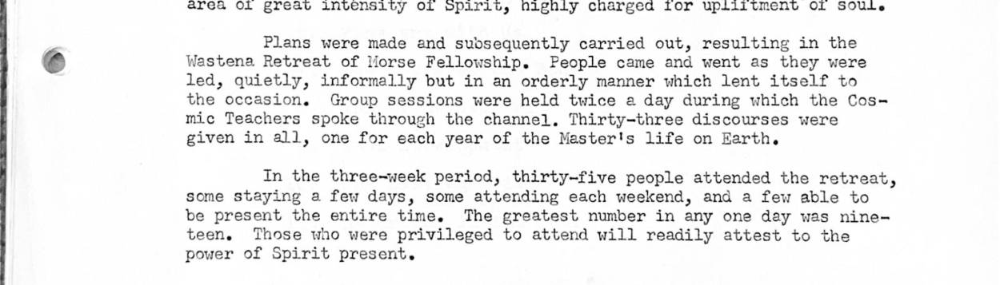 area of great intensity of Spirit, highly charged for upliftment of soul.
Plans were made and subsequently carried out, resulting in the
Wastena Retreat of Morse Fellowship.  People came and went as they were
led, quietly, informally but in an orderly manner which lent itself to
the occasion.  Group sessions were held twice a day during which the Cos-
mic Teachers spoke through the channel. Thirty-three discourses were
given in all, one for each year of the Master's life on Earth.
In the three-week period, thirty-five people attended the retreat,
some staying a few days, some attending each weekend, and a few able to
be present the entire time.  The greatest number in any one day was nine-
teen.  Those who were privileged to attend will readily attest to the
power of Spirit present.